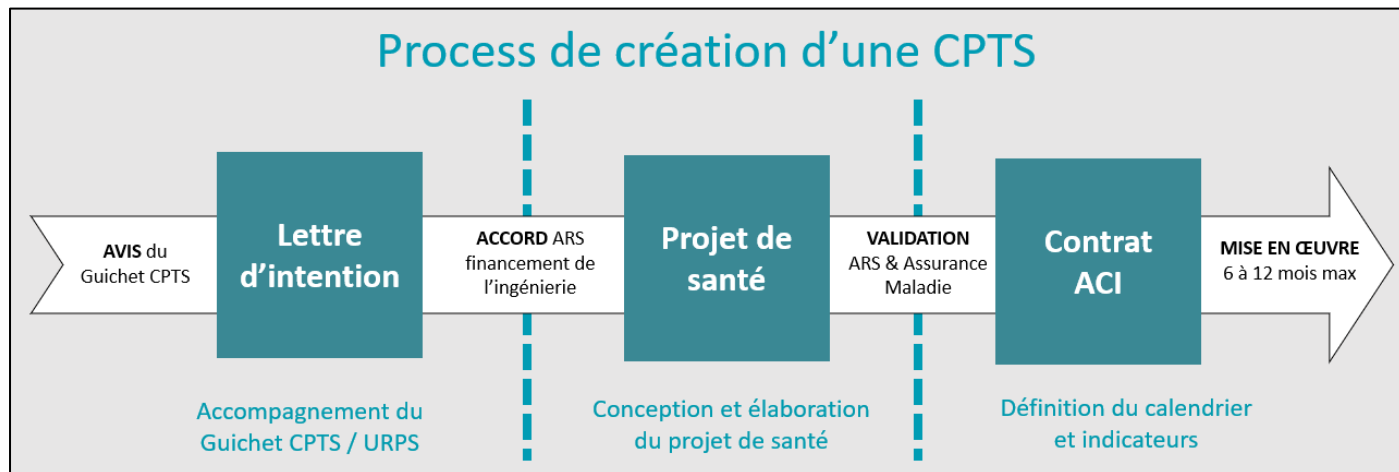 Process de création d’une CPTS
AVIS du
Guichet CPTS
Lettre
d’intention
ACCORD ARS
financement de
l’ingénierie
Projet de
santé
VALIDATION
ARS & Assurance
Maladie
Contrat
ACI
MISE EN ŒUVRE
6 à 12 mois max
Accompagnement du
Guichet CPTS / URPS
Conception et élaboration
du projet de santé
Définition du calendrier
et indicateurs